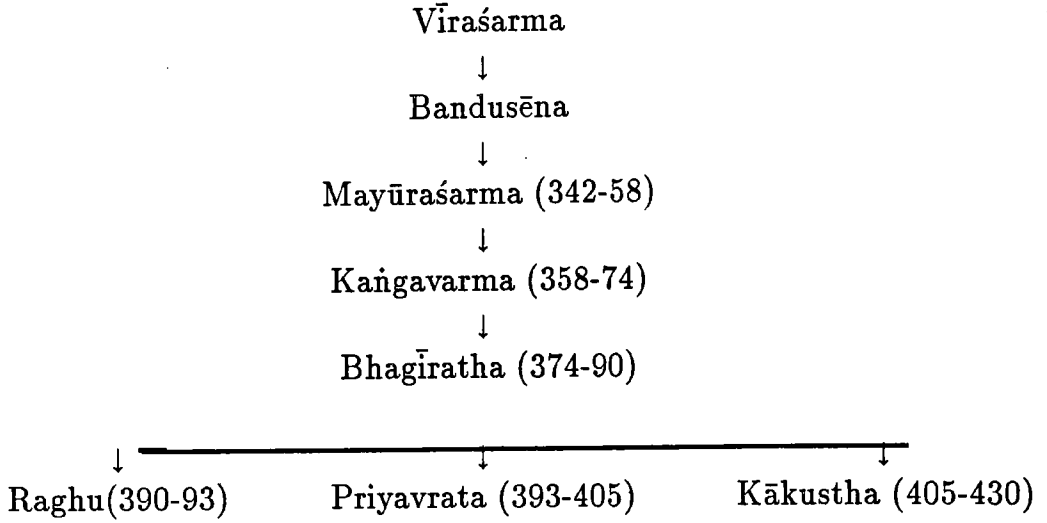 Vīraśarma
↓
Bandusēna
↓
Mayūraśarma (342-58)
↓
Kaṅgavarma (358-74)
↓
Bhagīratha (374-90)
↓ ↓ ↓
Raghu(390-93) Priyavrata (393-405) Kākustha (405-430)